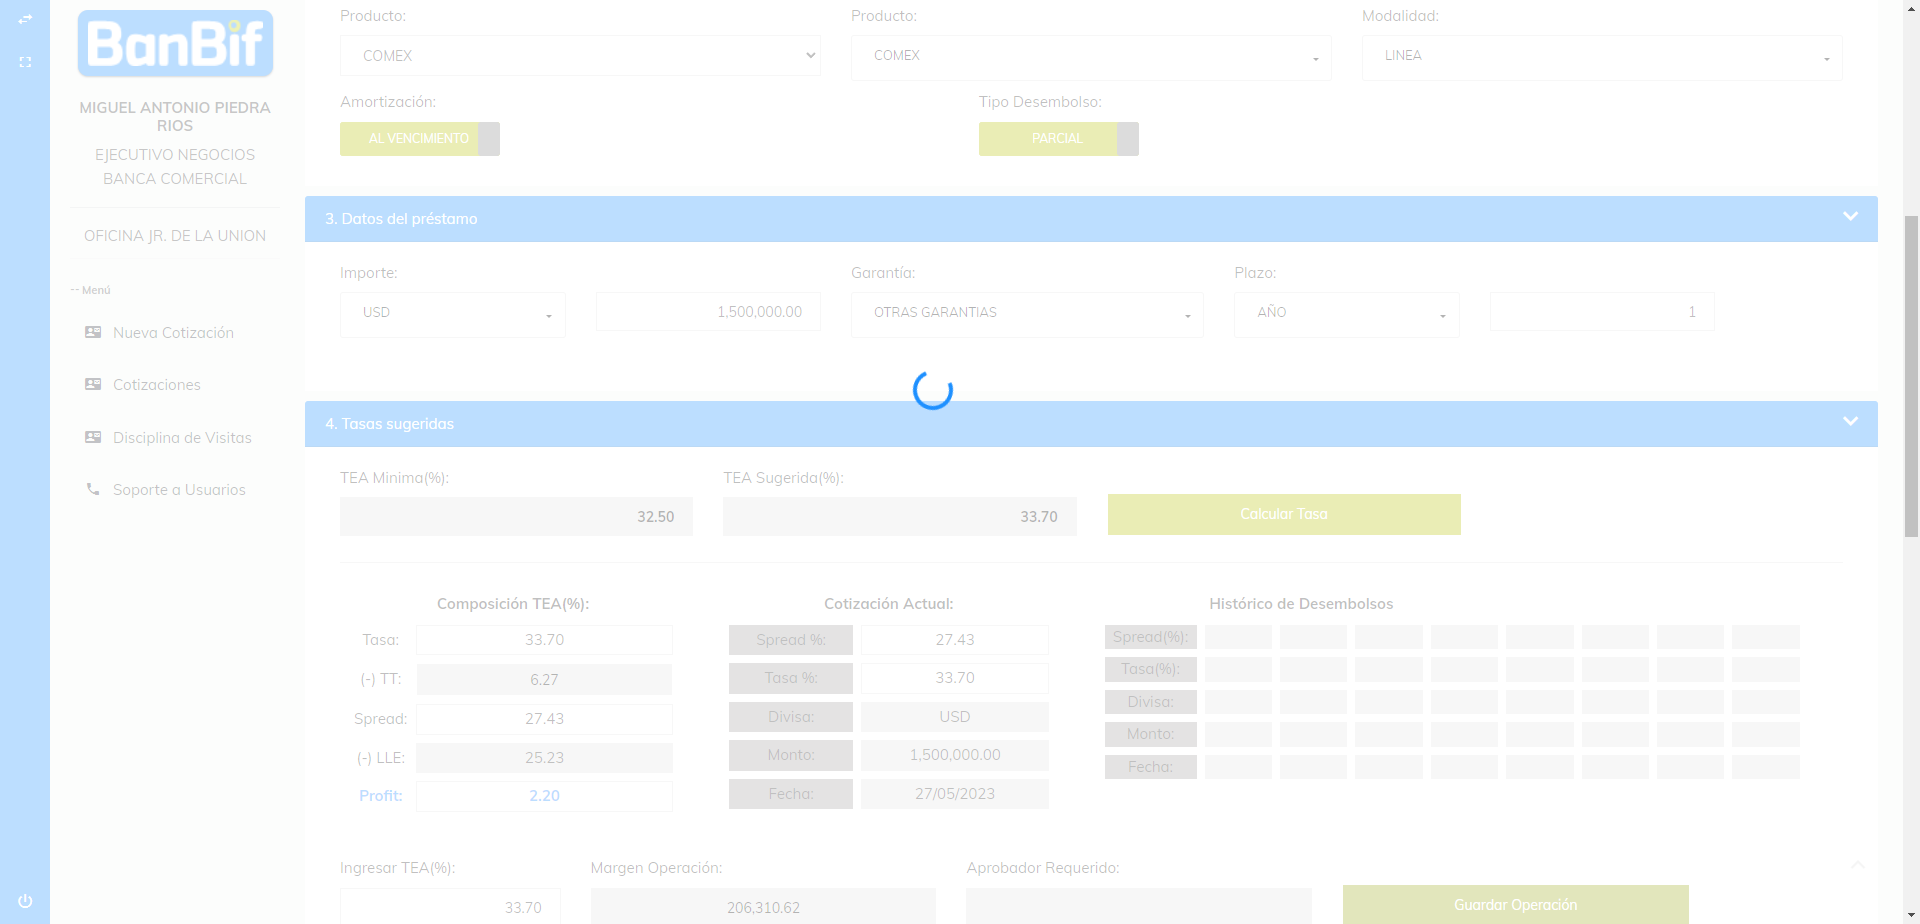 BanBif
MIGUEL ANTONIO PIEDRA
RIOS
EJECUTIVO NEGOCIOS
BANCA COMERCIAL
OFICINA JR. DE LA UNION
-- Menú
Nueva Cotización
Cotizaciones
Disciplina de Visitas
Soporte a Usuarios
Producto: Producto: Modalidad:
COMEX COMEX LINEA
Amortización: Tipo Desembolso:
AL VENCIMIENTO PARCIAL
3. Datos del préstamo
Importe: Garantía: Plazo:
USD 1,500,000.00 OTRAS GARANTIAS AÑO 1
4. Tasas sugeridas
TEA Minima(%): TEA Sugerida(%):
32.50 33.70 Calcular Tasa
Composición TEA(%):
Tasa: 33.70
(-) TT: 6.27
Spread: 27.43
(-) LLE: 25.23
Profit: 2.20
Cotización Actual:
Spread %: 27.43
Tasa %: 33.70
Divisa: USD
Monto: 1,500,000.00
Fecha: 27/05/2023
Histórico de Desembolsos
Spread(%):
Tasa(%):
Divisa:
Monto:
Fecha:
Ingresar TEA(%): Margen Operación: Aprobador Requerido:
33.70 206,310.62 Guardar Operación